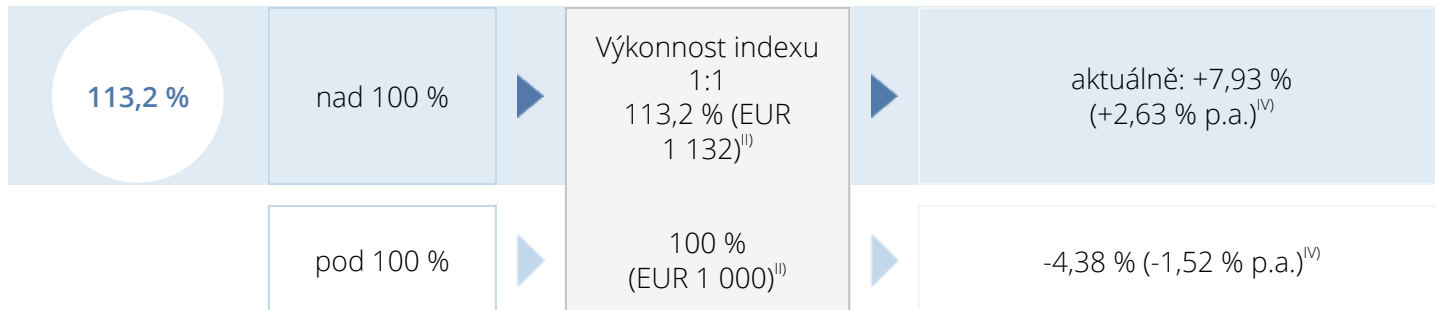 113,2 %
nad 100 %
Výkonnost indexu
1:1
113,2 % (EUR
1 132)II)
aktuálně: +7,93 %
(+2,63 % p.a.)IV)
pod 100 %
100 %
(EUR 1 000)II)
-4,38 % (-1,52 % p.a.)IV)